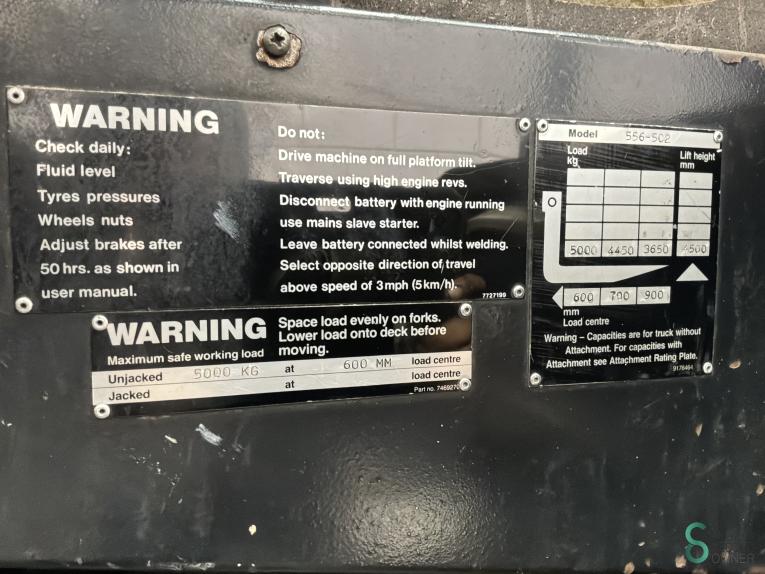 WARNING
Check daily:
Fluid level
Tyres pressures
Wheels nuts
Adjust brakes after
50 hrs. as shown in
user manual.
Do not:
Drive machine on full platform tilt.
Traverse using high engine revs.
Disconnect battery with engine running
use mains slave starter.
Leave battery connected whilst welding.
Select opposite direction of travel
above speed of 3mph (5km/h).
7727199
WARNING
Space load evenly on forks.
Lower load onto deck before
moving.
Maximum safe working load
Unjacked 5000 KG at 600 MM load centre
Jacked at load centre
Part no. 7469270
Model 556-502
Load
kg
Lift height
mm
5000 4450 3650 4500
600 700 900
mm
Load centre
Warning - Capacities are for truck without
Attachment. For capacities with
Attachment see Attachment Rating Plate.
9176464